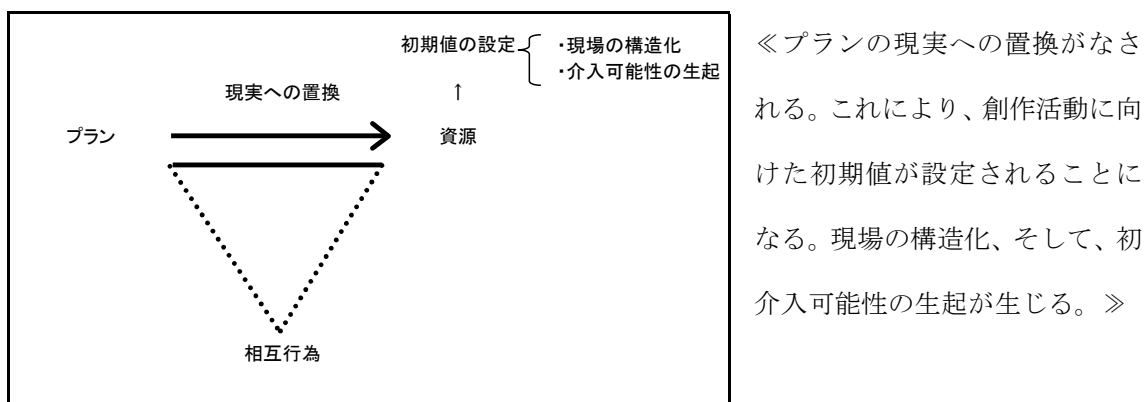 初期値の設定
・現場の構造化
・介入可能性の生起
現実への置換
↑
プラン
資源
相互行為
≪プランの現実への置換がなさ
れる。これにより、創作活動に向
けた初期値が設定されることに
なる。現場の構造化、そして、初
介入可能性の生起が生じる。≫